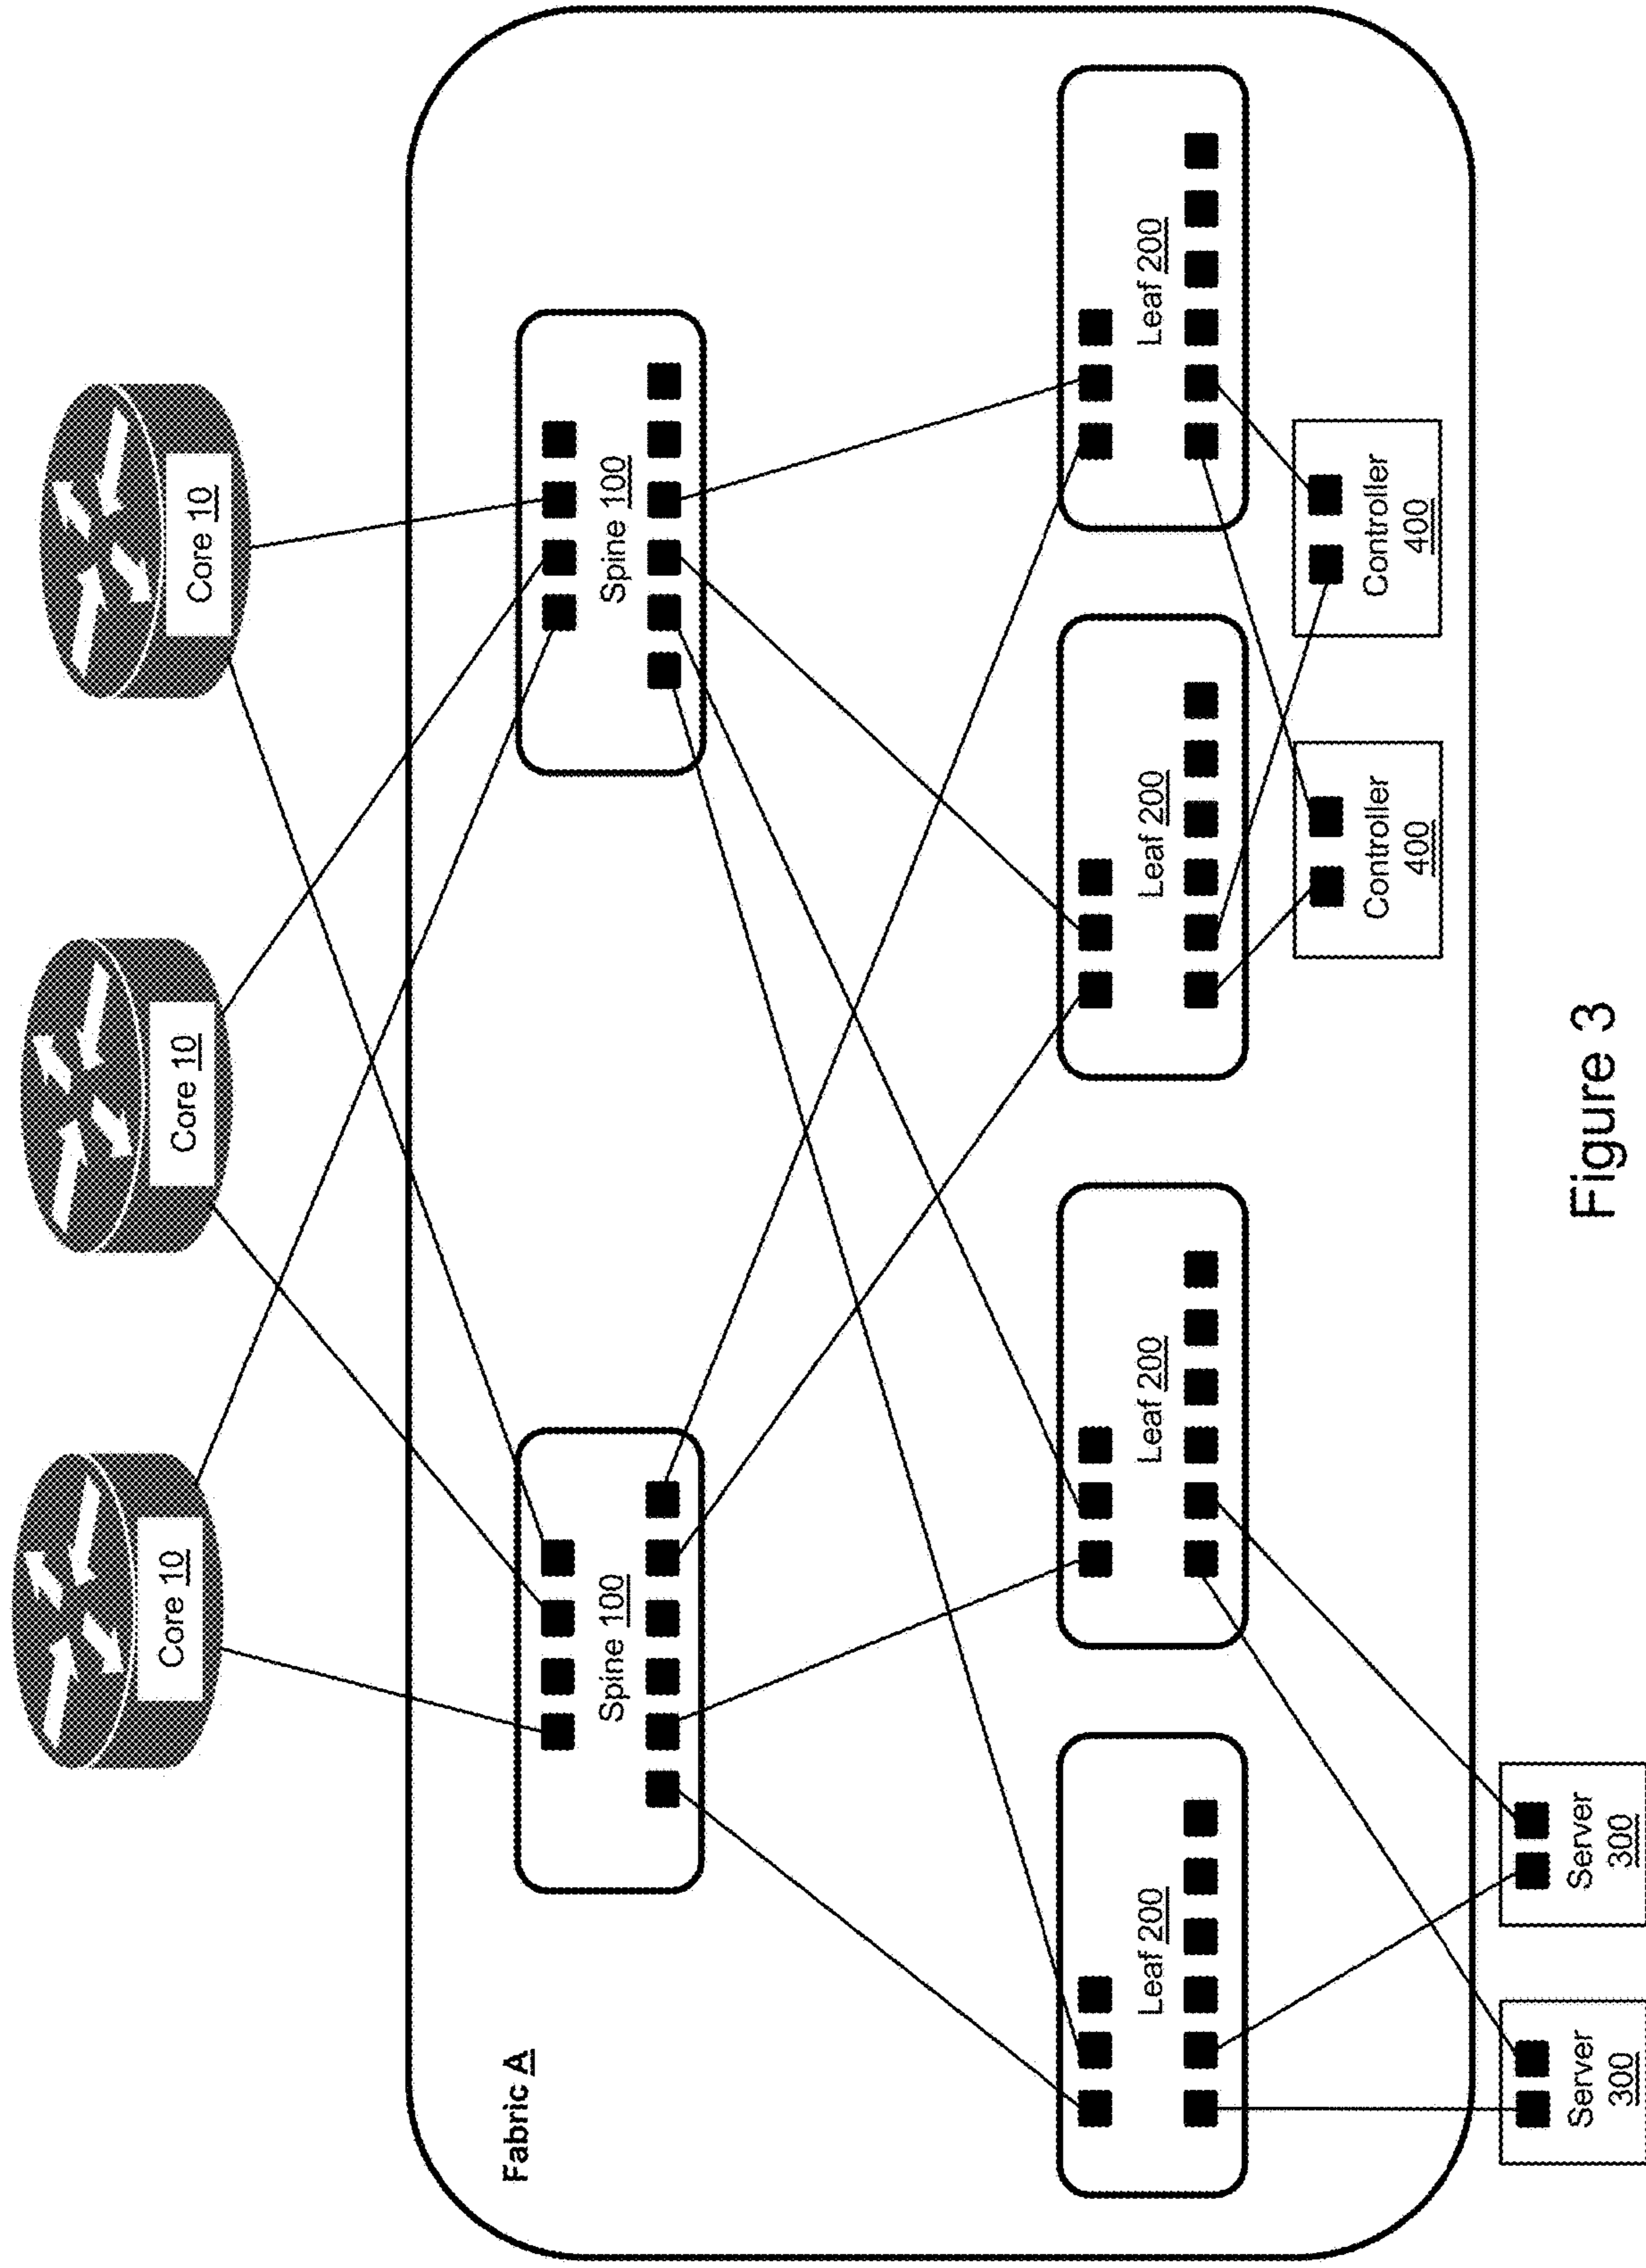 Core 10
Core 10
Core 10
Fabric A
Spine 100
Spine 100
Leaf 200
Leaf 200
Leaf 200
Leaf 200
Controller
400
Controller
400
Server
300
Server
300
Figure 3